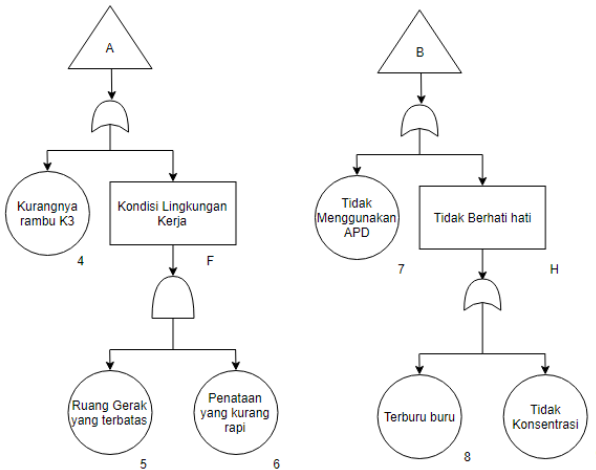 A
Kurangnya
rambu K3
4
Kondisi Lingkungan
Kerja
F
Ruang Gerak
yang terbatas
5
Penataan
yang kurang
rapi
6
B
Tidak
Menggunakan
APD
7
Tidak Berhati hati
H
Terburu buru
8
Tidak
Konsentrasi